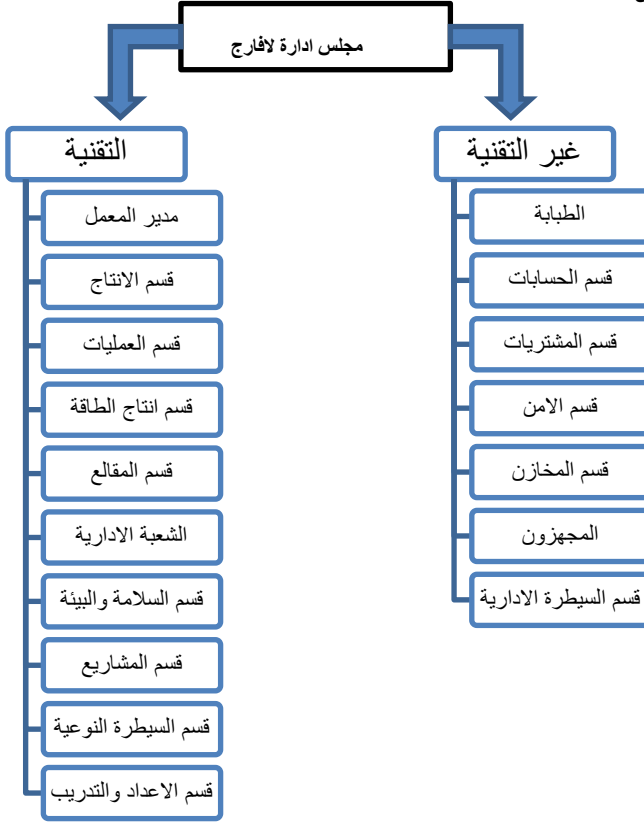 مجلس ادارة لافارج
غير التقنية
الطبابة
قسم الحسابات
قسم المشتريات
قسم الامن
قسم المخازن
المجهزون
قسم السيطرة الادارية
التقنية
مدير المعمل
قسم الانتاج
قسم العمليات
قسم انتاج الطاقة
قسم المقالع
الشعبة الادارية
قسم السلامة والبيئة
قسم المشاريع
قسم السيطرة النوعية
قسم الاعداد والتدريب